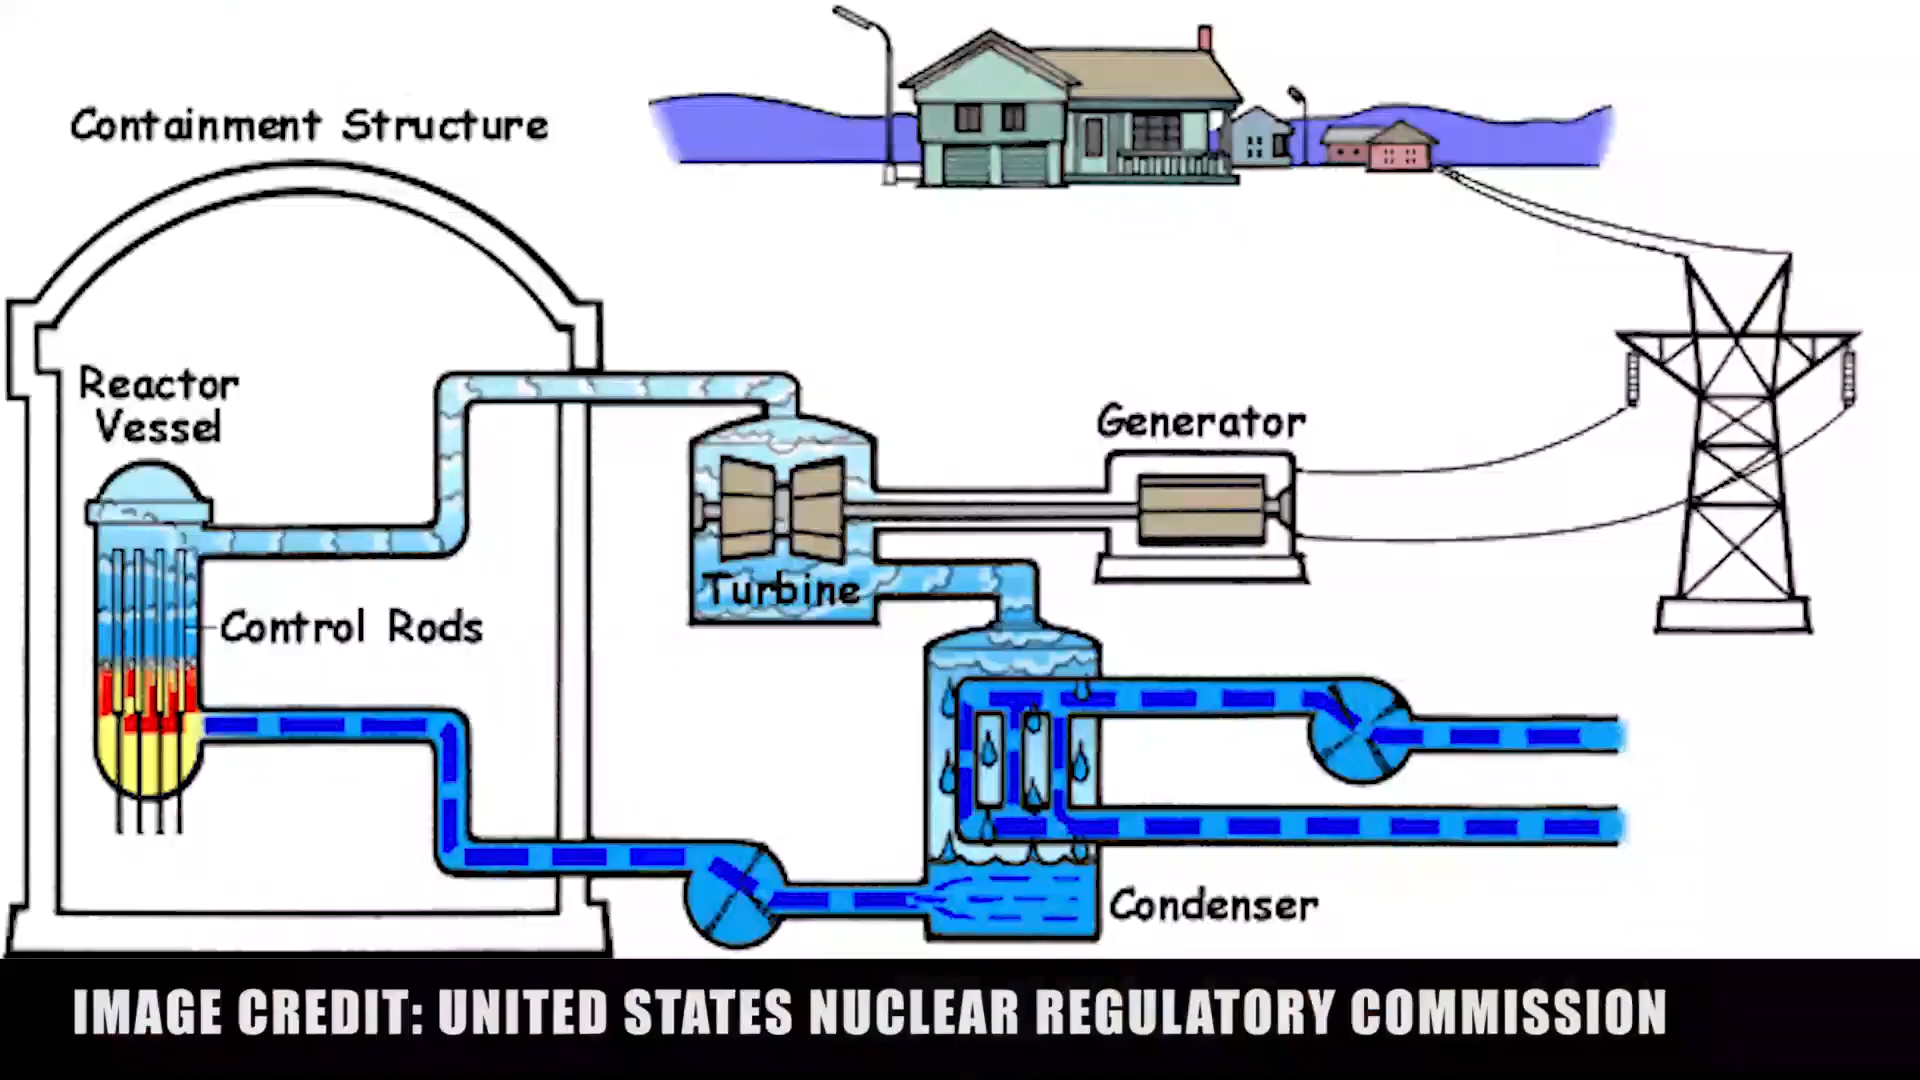 Containment Structure
Reactor
Vessel
Generator
Turbine
Control Rods
Condenser
IMAGE CREDIT: UNITED STATES NUCLEAR REGULATORY COMMISSION